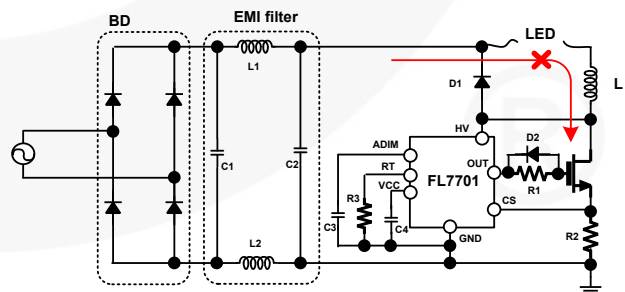 BD
EMI filter
LED
L1
L
D1
HV
D2
ADIM
OUT
C1
C2
RT
FL7701
R1
VCC
R3
CS
C3
C4
GND
R2
L2